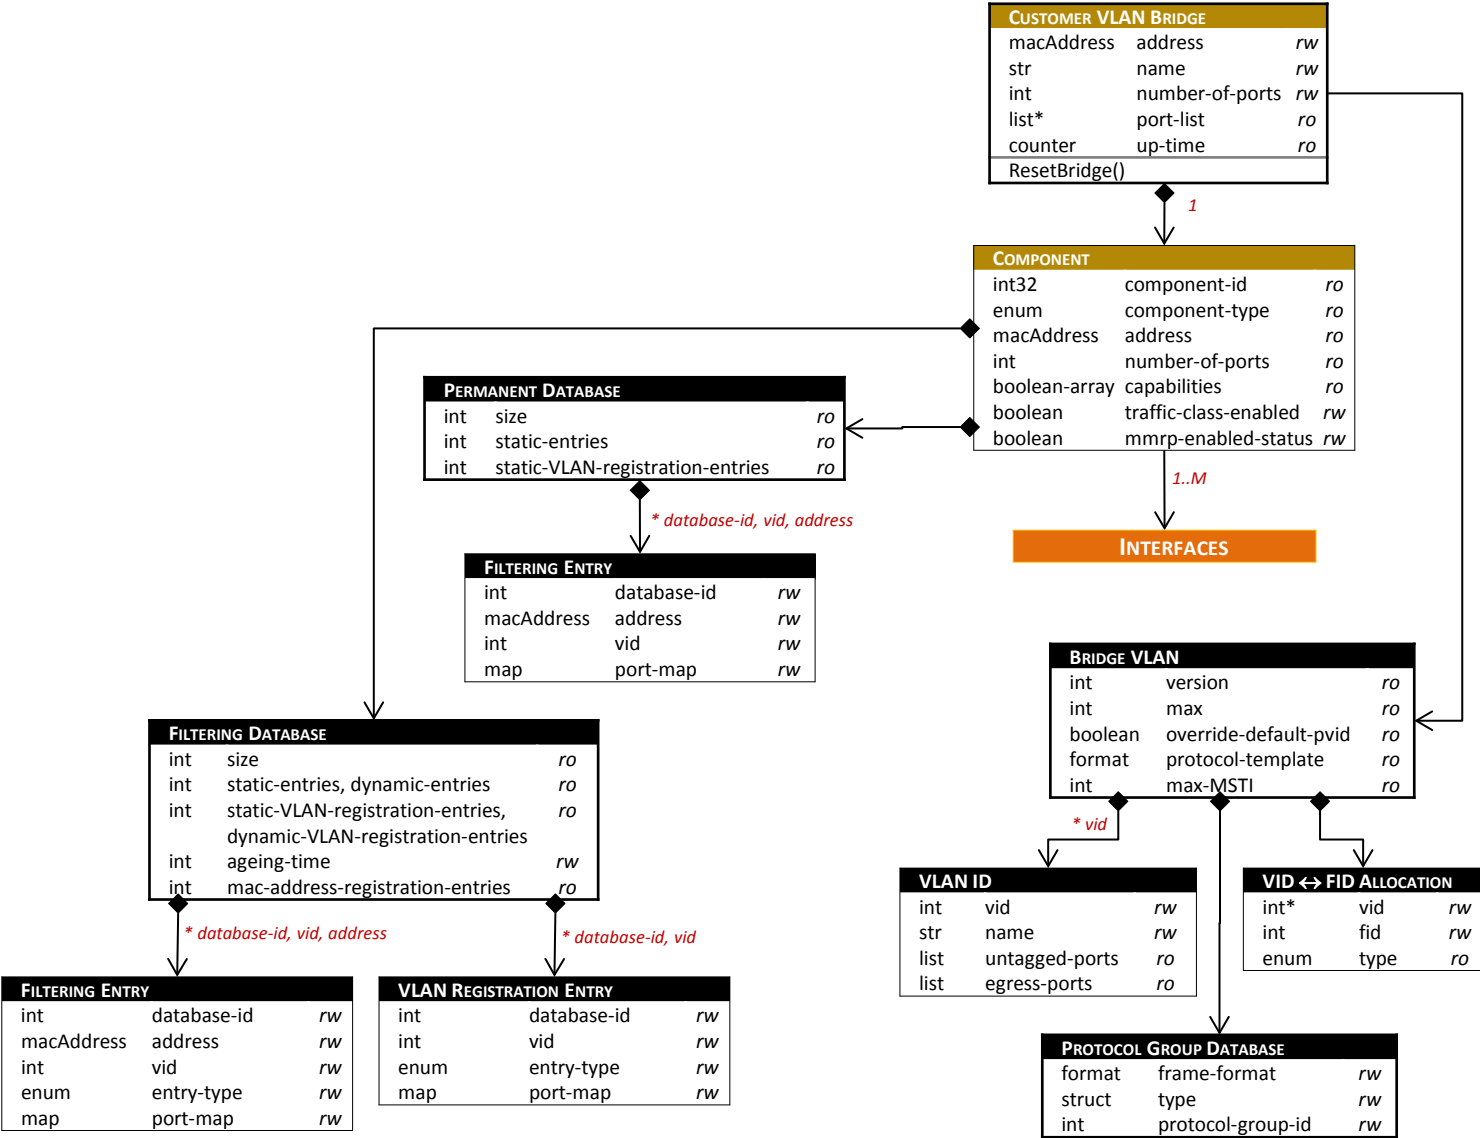 CUSTOMER VLAN BRIDGE
macAddress address rw
str name rw
int number-of-ports rw
list* port-list ro
counter up-time ro
ResetBridge()
1
COMPONENT
int32 component-id ro
enum component-type ro
macAddress address ro
int number-of-ports ro
boolean-array capabilities ro
boolean traffic-class-enabled rw
boolean mmrp-enabled-status rw
1..M
INTERFACES
PERMANENT DATABASE
int size ro
int static-entries ro
int static-VLAN-registration-entries ro
* database-id, vid, address
FILTERING ENTRY
int database-id rw
macAddress address rw
int vid rw
map port-map rw
BRIDGE VLAN
int version ro
int max ro
boolean override-default-pvid ro
format protocol-template ro
int max-MSTI ro
* vid
FILTERING DATABASE
int size ro
int static-entries, dynamic-entries ro
int static-VLAN-registration-entries, ro
dynamic-VLAN-registration-entries
int ageing-time rw
int mac-address-registration-entries ro
* database-id, vid, address
* database-id, vid
FILTERING ENTRY
int database-id rw
macAddress address rw
int vid rw
enum entry-type rw
map port-map rw
VLAN REGISTRATION ENTRY
int database-id rw
int vid rw
enum entry-type rw
map port-map rw
VLAN ID
int vid rw
str name rw
list untagged-ports ro
list egress-ports ro
VID ↔ FID ALLOCATION
int* vid rw
int fid rw
enum type ro
PROTOCOL GROUP DATABASE
format frame-format rw
struct type rw
int protocol-group-id rw